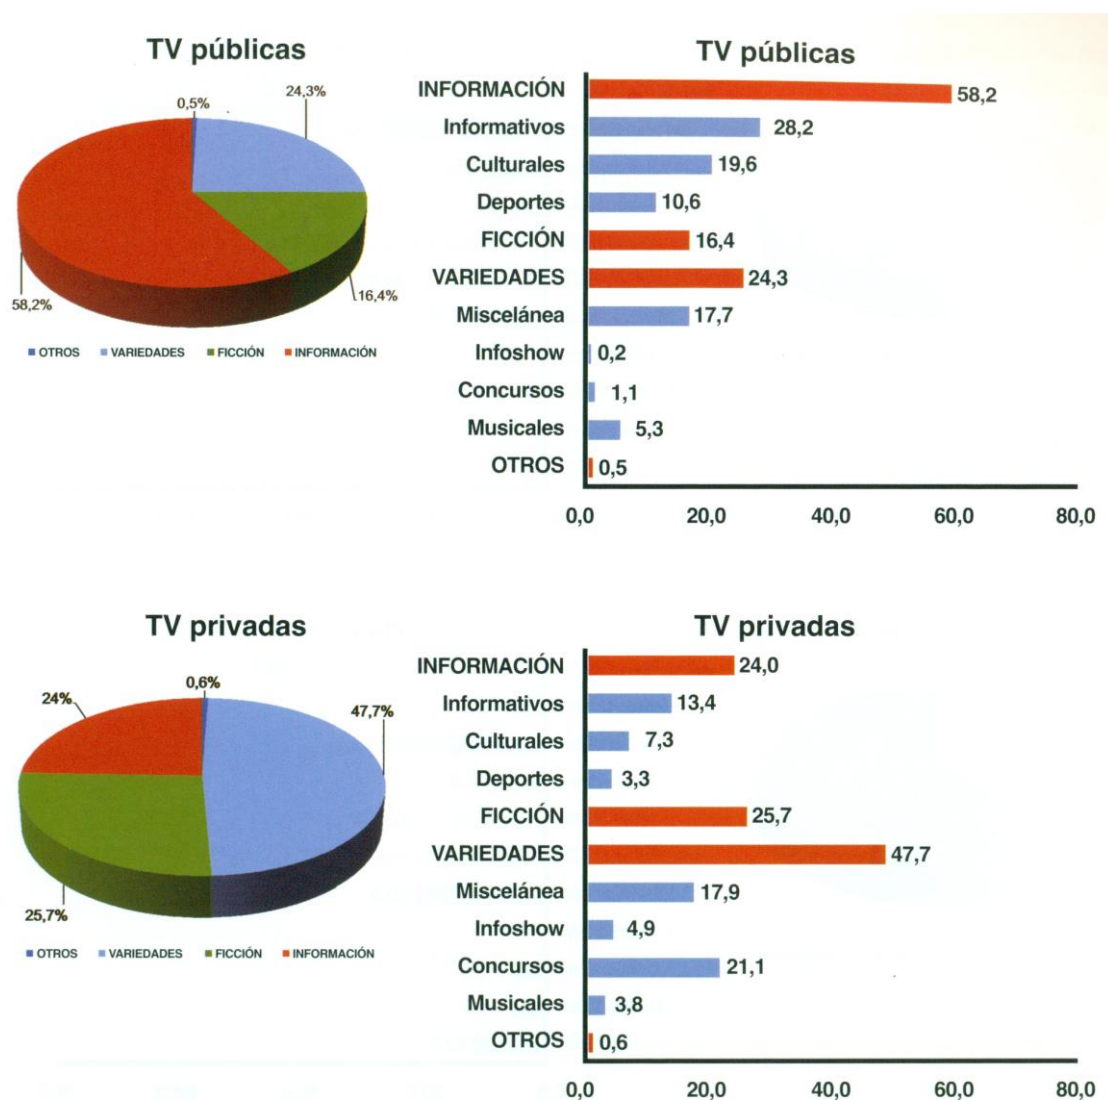 TV públicas
0,5%
24,3%
58,2%
16,4%
OTROS VARIEDADES FICCIÓN INFORMACIÓN
TV públicas
INFORMACIÓN 58,2
Informativos 28,2
Culturales 19,6
Deportes 10,6
FICCIÓN 16,4
VARIEDADES 24,3
Miscelánea 17,7
Infoshow 0,2
Concursos 1,1
Musicales 5,3
OTROS 0,5
0,0 20,0 40,0 60,0 80,0
TV privadas
24%
0,6%
47,7%
25,7%
OTROS VARIEDADES FICCIÓN INFORMACIÓN
TV privadas
INFORMACIÓN 24,0
Informativos 13,4
Culturales 7,3
Deportes 3,3
FICCIÓN 25,7
VARIEDADES 47,7
Miscelánea 17,9
Infoshow 4,9
Concursos 21,1
Musicales 3,8
OTROS 0,6
0,0 20,0 40,0 60,0 80,0